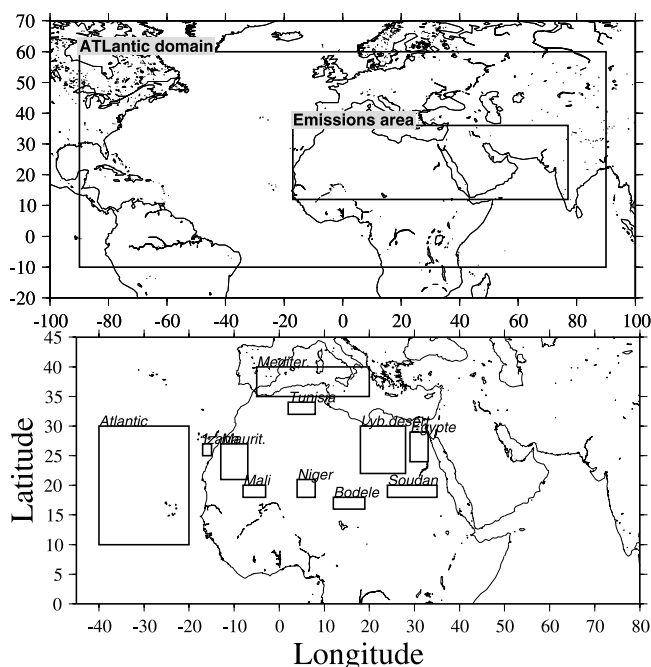 70
ATLantic domain
60
50
40
Emissions area
30
20
10
0
-10
-20
-100 -80 -60 -40 -20 0 20 40 60 80 100
45
Mediter
40
35
Tunisia
Atlantic
Lyb.desert
30
Egypte
Izana
Maurit.
25
Mali
Niger
Soudan
20
Bodele
15
10
5
0
-40 -30 -20 -10 0 10 20 30 40 50 60 70 80
Latitude
Longitude